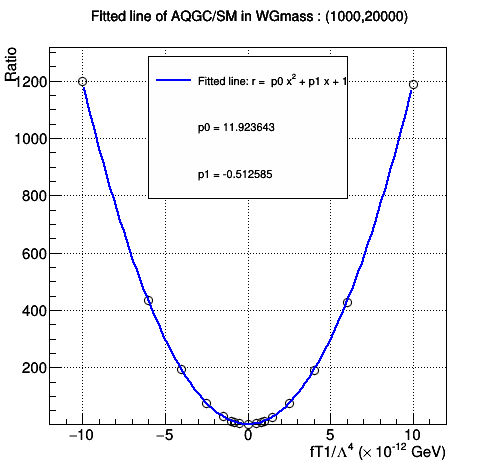 FItted line of AQGC/SM in WGmass : (1000,20000)
Ratio
Fitted line: r = p0 x² + p1 x + 1
p0 = 11.923643
p1 = -0.512585
1200
1000
800
600
400
200
−10 −5 0 5 10
fT1/Λ⁴ (× 10⁻¹² GeV)